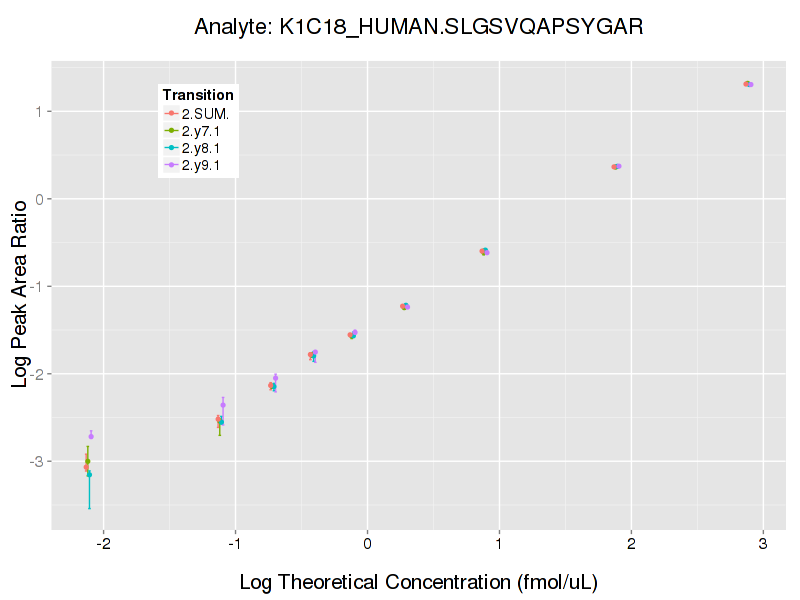 Analyte: K1C18_HUMAN.SLGSVQAPSYGAR
Transition
2.SUM.
2.y7.1
2.y8.1
2.y9.1
Log Peak Area Ratio
1
0
-1
-2
-3
-2 -1 0 1 2 3
Log Theoretical Concentration (fmol/uL)